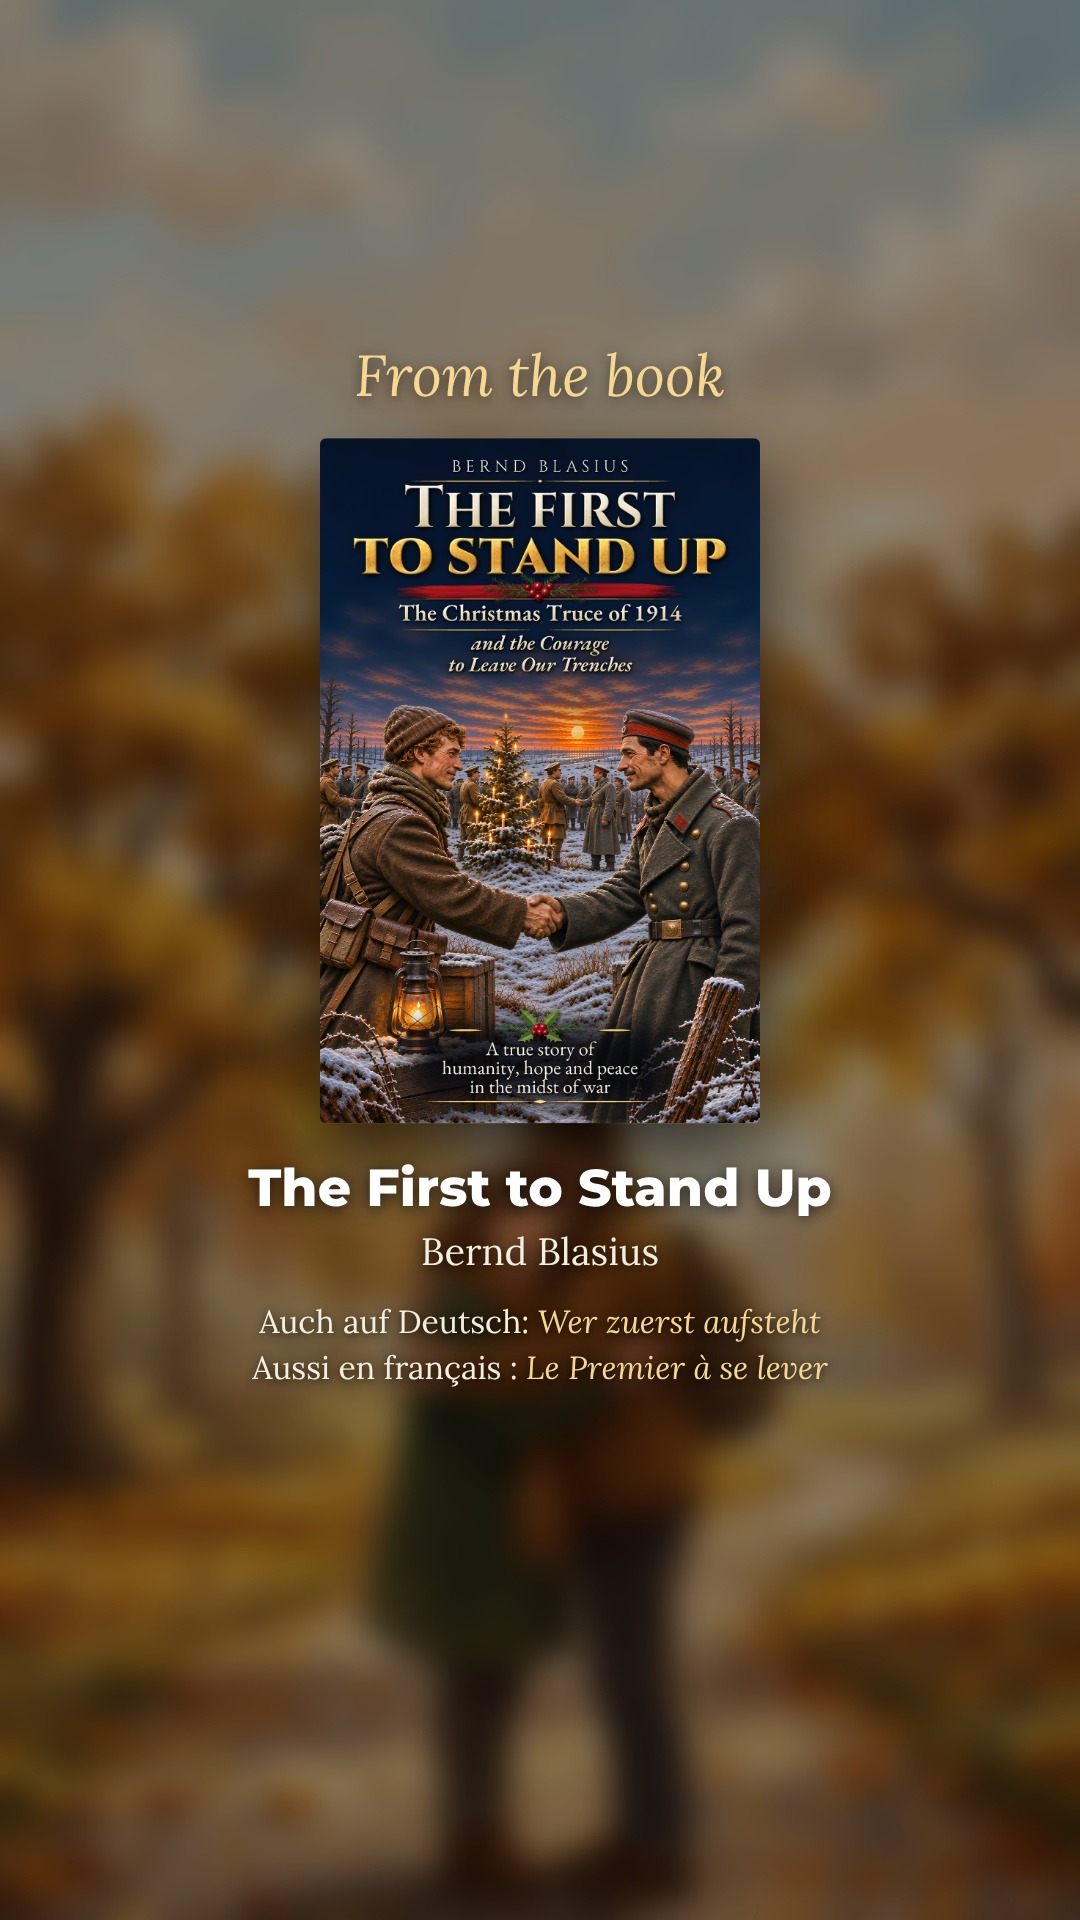 From the book
BERND BLASIUS
THE FIRST
TO STAND UP
The Christmas Truce of 1914
and the Courage
to Leave Our Trenches
A true story of
humanity, hope and peace
in the midst of war
The First to Stand Up
Bernd Blasius
Auch auf Deutsch: Wer zuerst aufsteht
Aussi en français : Le Premier à se lever